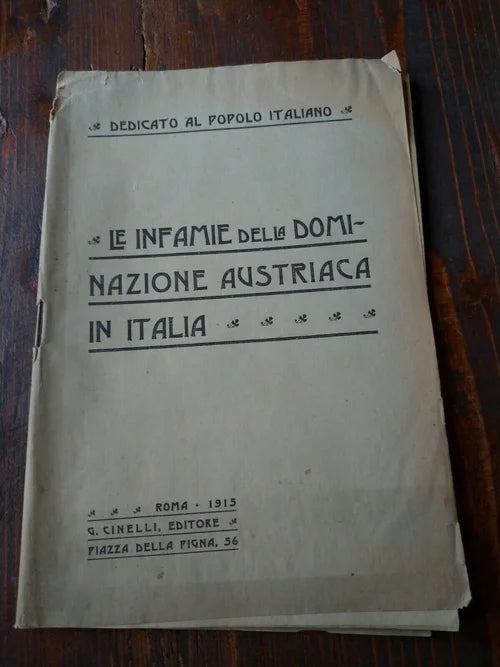 DEDICATO AL POPOLO ITALIANO
LE INFAMIE DELLA DOMI-
NAZIONE AUSTRIACA
IN ITALIA
ROMA · 1915
G. CINELLI, EDITORE
PIAZZA DELLA PIGNA, 56